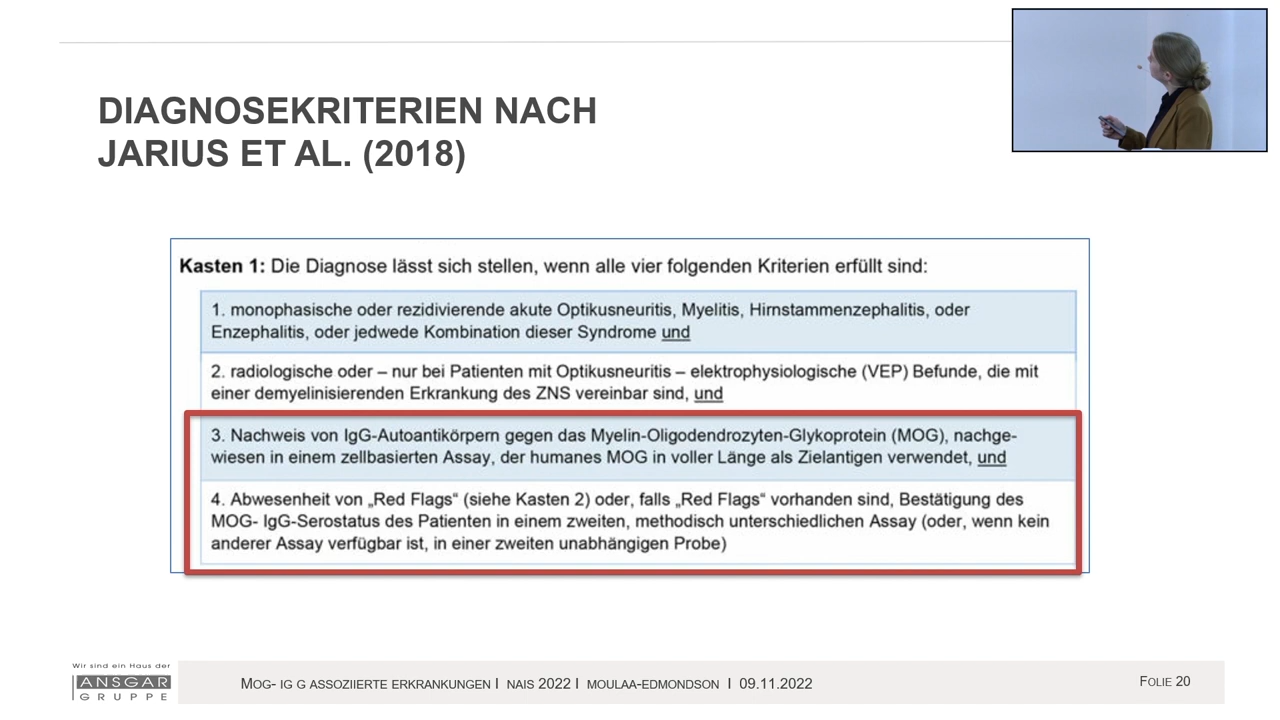 DIAGNOSEKRITERIEN NACH
JARIUS ET AL. (2018)
Kasten 1: Die Diagnose lässt sich stellen, wenn alle vier folgenden Kriterien erfüllt sind:
1. monophasische oder rezidivierende akute Optikusneuritis, Myelitis, Hirnstammenzephalitis, oder
Enzephalitis, oder jedwede Kombination dieser Syndrome und
2. radiologische oder – nur bei Patienten mit Optikusneuritis – elektrophysiologische (VEP) Befunde, die mit
einer demyelinisierenden Erkrankung des ZNS vereinbar sind, und
3. Nachweis von IgG-Autoantikörpern gegen das Myelin-Oligodendrozyten-Glykoprotein (MOG), nachge-
wiesen in einem zellbasierten Assay, der humanes MOG in voller Länge als Zielantigen verwendet, und
4. Abwesenheit von „Red Flags“ (siehe Kasten 2) oder, falls „Red Flags“ vorhanden sind, Bestätigung des
MOG- IgG-Serostatus des Patienten in einem zweiten, methodisch unterschiedlichen Assay (oder, wenn kein
anderer Assay verfügbar ist, in einer zweiten unabhängigen Probe)
Wir sind ein Haus der
ANSGAR
GRUPPE
MOG- IG G ASSOZIIERTE ERKRANKUNGEN I NAIS 2022 I MOULAA-EDMONDSON I 09.11.2022
FOLIE 20